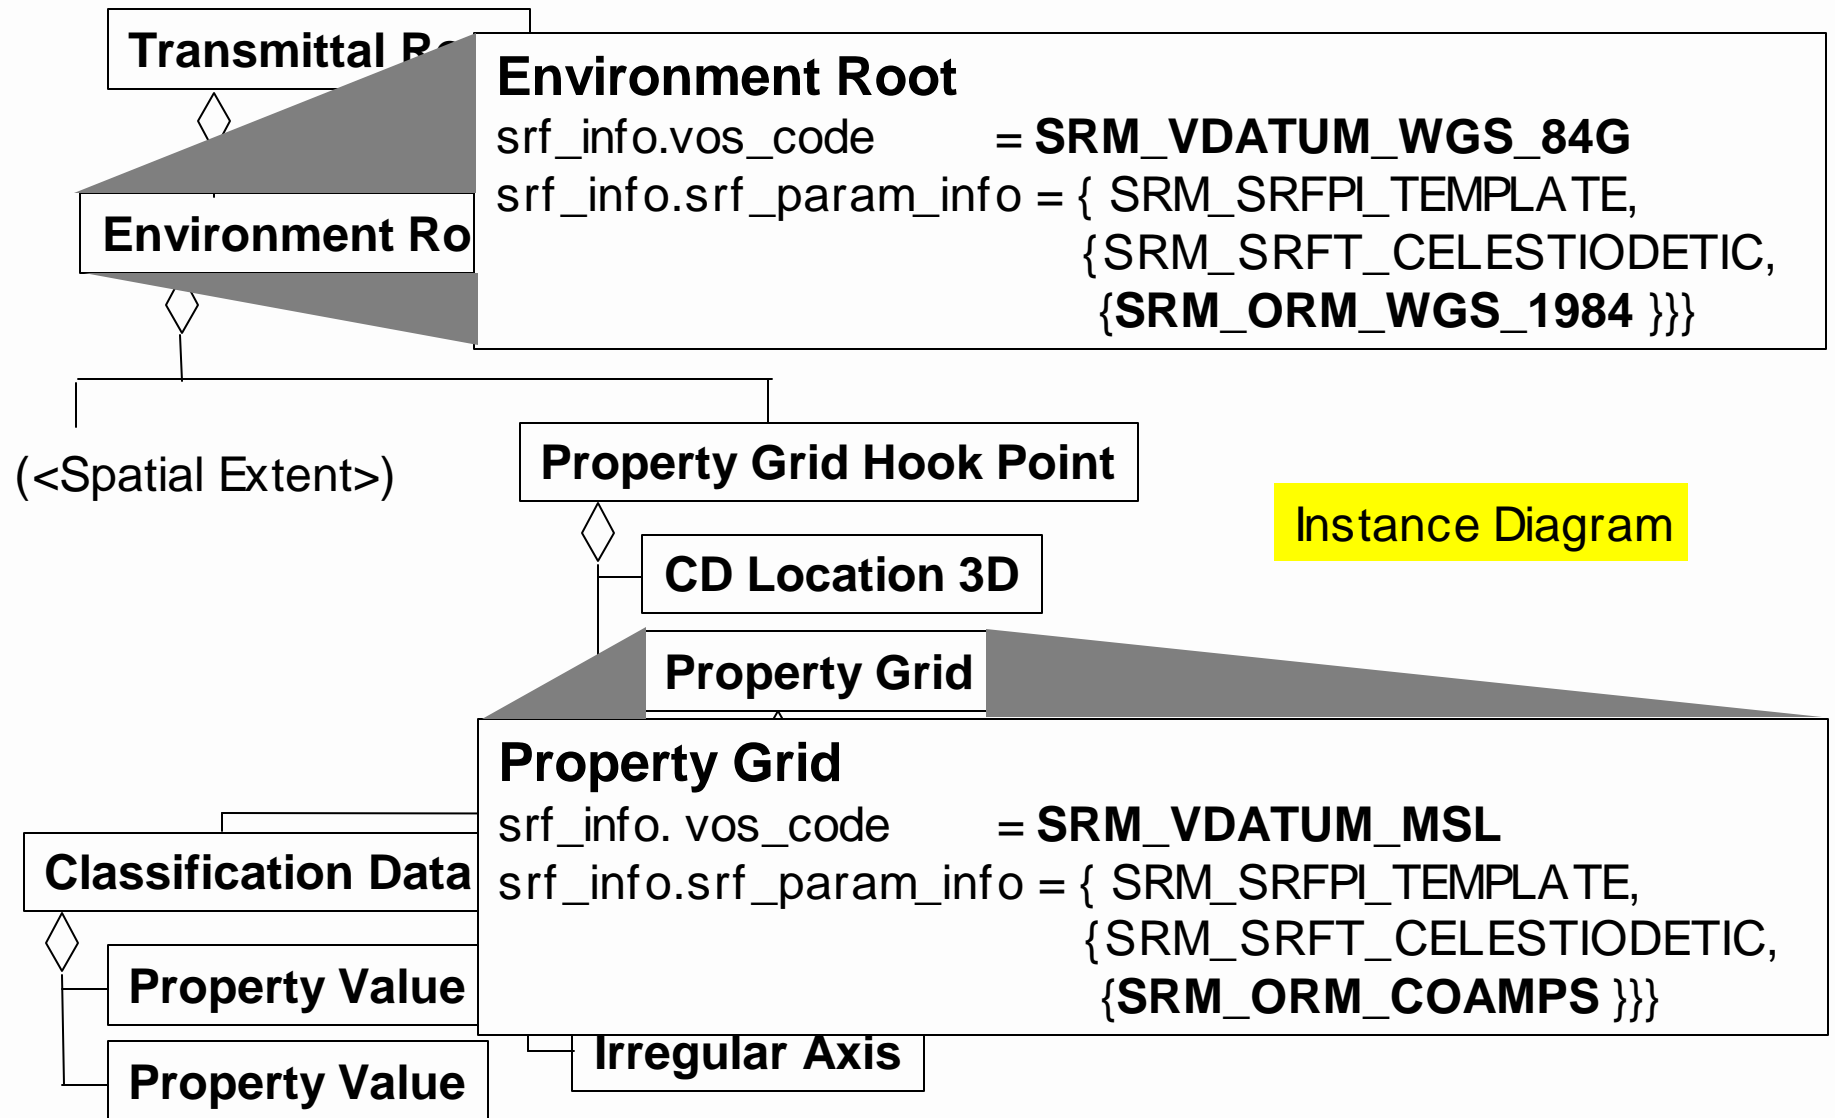 Transmittal
Environment Root
srf_info.vos_code = SRM_VDATUM_WGS_84G
srf_info.srf_param_info = { SRM_SRFPI_TEMPLATE,
{SRM_SRFT_CELESTIODETIC,
{SRM_ORM_WGS_1984 }}}
Environment Ro
(<Spatial Extent>)
Property Grid Hook Point
Instance Diagram
CD Location 3D
Property Grid
Property Grid
srf_info. vos_code = SRM_VDATUM_MSL
srf_info.srf_param_info = { SRM_SRFPI_TEMPLATE,
{SRM_SRFT_CELESTIODETIC,
{SRM_ORM_COAMPS }}}
Classification Data
Property Value
Irregular Axis
Property Value